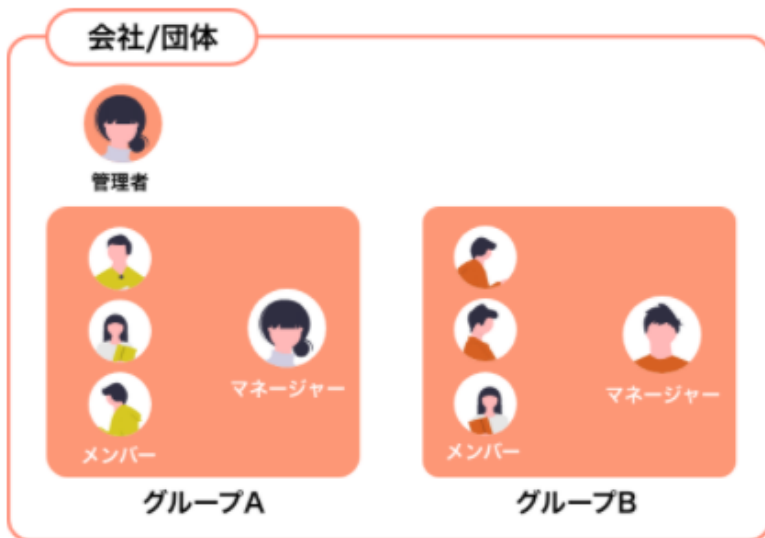 会社/団体
管理者
マネージャー
メンバー
マネージャー
メンバー
グループA
グループB